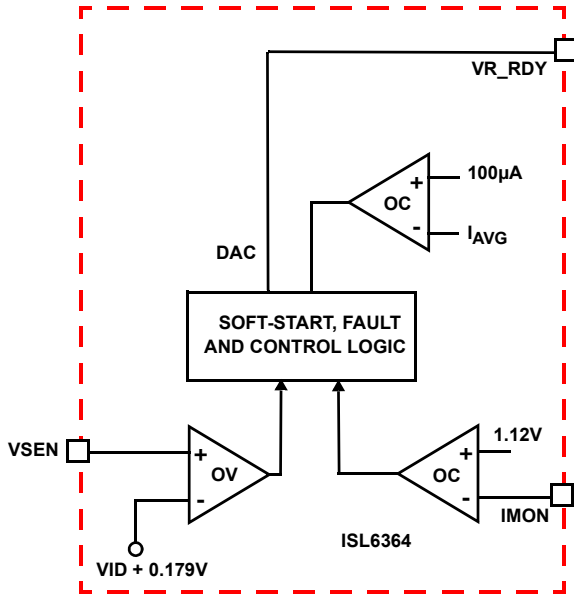 VR_RDY
+
100µA
OC
-
IAVG
DAC
SOFT-START, FAULT
AND CONTROL LOGIC
VSEN
+
OV
-
1.12V
+
OC
-
IMON
ISL6364
VID + 0.179V